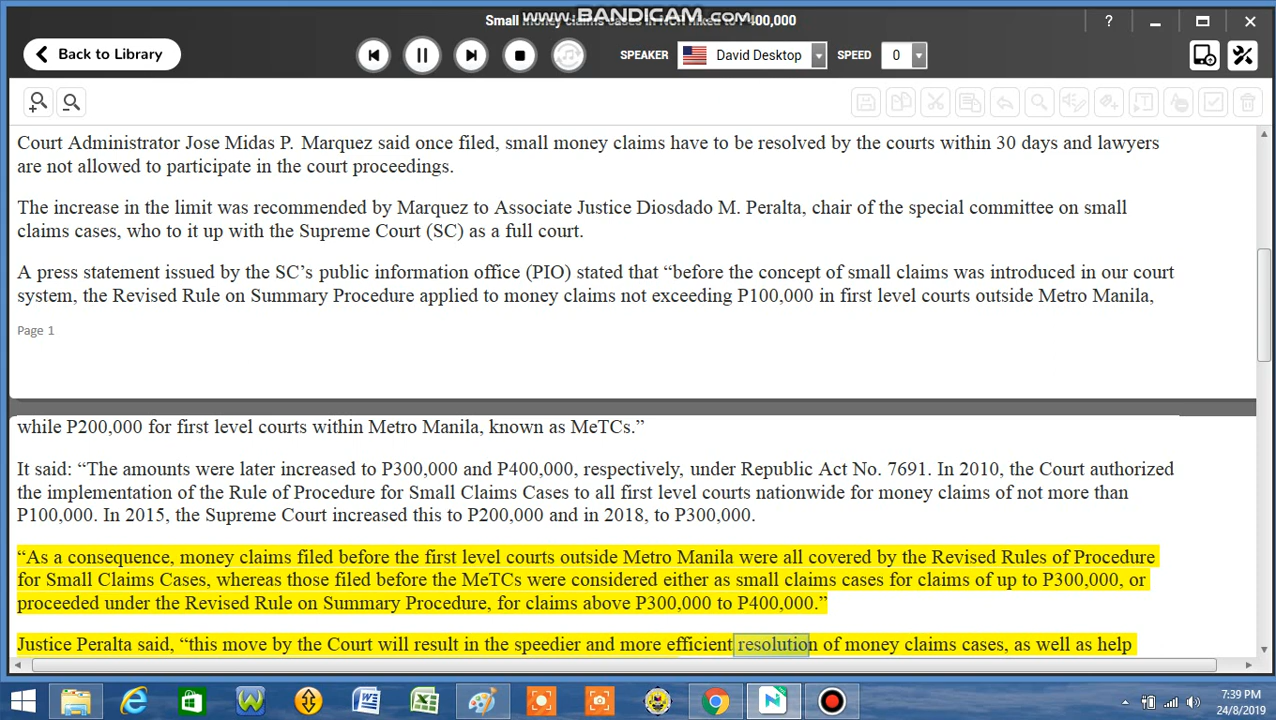 Small money claims cases in NCR hiked to P400,000
www.BANDICAM.com
Back to Library
SPEAKER
David Desktop
SPEED
0
?
Court Administrator Jose Midas P. Marquez said once filed, small money claims have to be resolved by the courts within 30 days and lawyers
are not allowed to participate in the court proceedings.
The increase in the limit was recommended by Marquez to Associate Justice Diosdado M. Peralta, chair of the special committee on small
claims cases, who to it up with the Supreme Court (SC) as a full court.
A press statement issued by the SC’s public information office (PIO) stated that “before the concept of small claims was introduced in our court
system, the Revised Rule on Summary Procedure applied to money claims not exceeding P100,000 in first level courts outside Metro Manila,
Page 1
while P200,000 for first level courts within Metro Manila, known as MeTCs.”
It said: “The amounts were later increased to P300,000 and P400,000, respectively, under Republic Act No. 7691. In 2010, the Court authorized
the implementation of the Rule of Procedure for Small Claims Cases to all first level courts nationwide for money claims of not more than
P100,000. In 2015, the Supreme Court increased this to P200,000 and in 2018, to P300,000.
“As a consequence, money claims filed before the first level courts outside Metro Manila were all covered by the Revised Rules of Procedure
for Small Claims Cases, whereas those filed before the MeTCs were considered either as small claims cases for claims of up to P300,000, or
proceeded under the Revised Rule on Summary Procedure, for claims above P300,000 to P400,000.”
Justice Peralta said, “this move by the Court will result in the speedier and more efficient resolution of money claims cases, as well as help
7:39 PM
24/8/2019